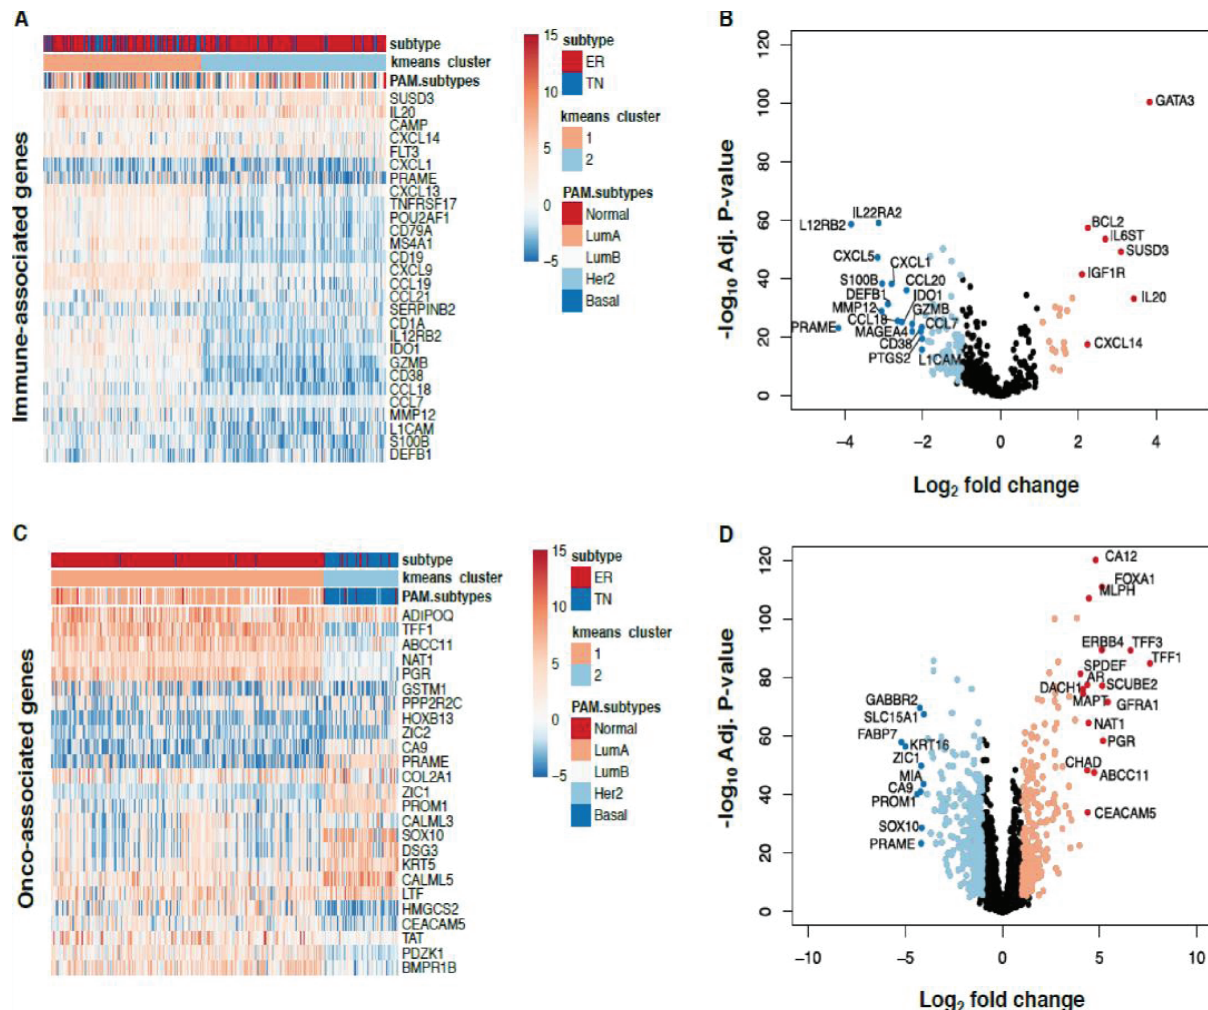 A
subtype
kmeans cluster
PAM.subtypes
Immune-associated genes
SUSD3
IL20
CAMP
CXCL14
FLT3
CXCL1
PRAME
CXCL13
TNFRSF17
POU2AF1
CD79A
MS4A1
CD19
CXCL9
CCL19
CCL21
SERPINB2
CD1A
IL12RB2
IDO1
GZMB
CD38
CCL18
CCL7
MMP12
L1CAM
S100B
DEFB1
15
10
5
0
−5
subtype
ER
TN
kmeans cluster
1
2
PAM.subtypes
Normal
LumA
LumB
Her2
Basal
B
-log10 Adj. P-value
120
100
80
60
40
20
0
GATA3
IL22RA2
L12RB2
BCL2
IL6ST
SUSD3
CXCL5
CXCL1
IGF1R
S100B
CCL20
DEFB1
IDO1
IL20
MMP12
GZMB
CCL18
CCL7
PRAME
MAGEA4
CD38
CXCL14
PTGS2
L1CAM
−4
−2
0
2
4
Log2 fold change
C
subtype
kmeans cluster
PAM.subtypes
Onco-associated genes
ADIPOQ
TFF1
ABCC11
NAT1
PGR
GSTM1
PPP2R2C
HOXB13
ZIC2
CA9
PRAME
COL2A1
ZIC1
PROM1
CALML3
SOX10
DSG3
KRT5
CALML5
LTF
HMGCS2
CEACAM5
TAT
PDZK1
BMPR1B
15
10
5
0
−5
subtype
ER
TN
kmeans cluster
1
2
PAM.subtypes
Normal
LumA
LumB
Her2
Basal
D
-log10 Adj. P-value
120
100
80
60
40
20
0
CA12
FOXA1
MLPH
ERBB4
TFF3
TFF1
SPDEF
AR
DACH1
SCUBE2
MAPT
GFRA1
GABBR2
SLC15A1
NAT1
FABP7
KRT16
PGR
ZIC1
CHAD
MIA
ABCC11
CA9
PROM1
CEACAM5
SOX10
PRAME
−10
−5
0
5
10
Log2 fold change